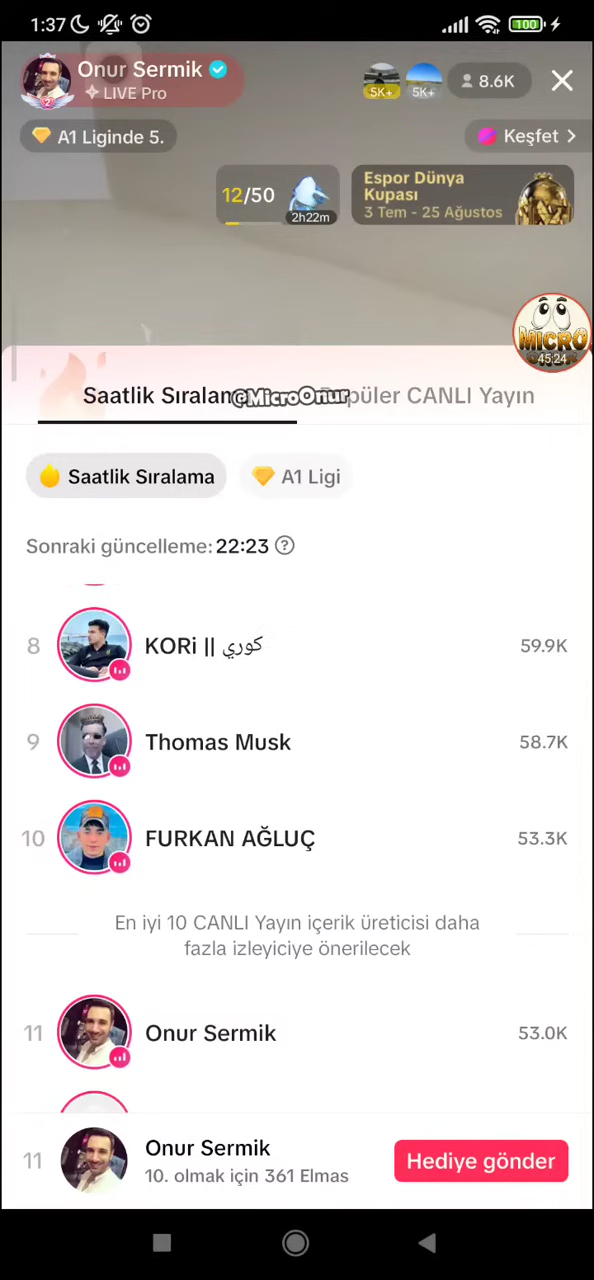 1:37
100
Onur Sermik
LIVE Pro
5K+
5K+
8.6K
A1 Liginde 5.
Keşfet
12/50
2h22m
Espor Dünya
Kupası
3 Tem - 25 Ağustos
MICRO
45:24
@MicroOnur
CANLI Yayın
Saatlik Sıralama
A1 Ligi
Sonraki güncelleme: 22:23
8
KORi || كوري
59.9K
9
Thomas Musk
58.7K
10
FURKAN AĞLUÇ
53.3K
En iyi 10 CANLI Yayın içerik üreticisi daha
fazla izleyiciye önerilecek
11
Onur Sermik
53.0K
11
Onur Sermik
10. olmak için 361 Elmas
Hediye gönder